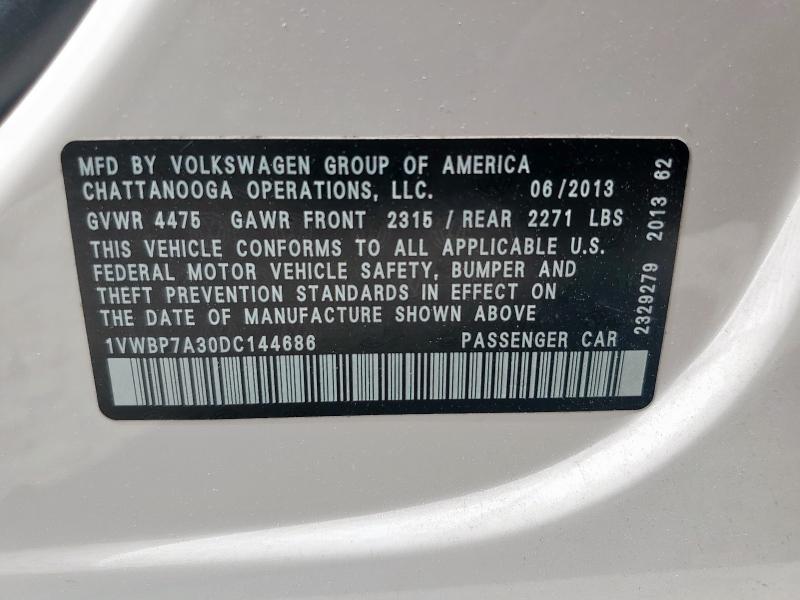 MFD BY VOLKSWAGEN GROUP OF AMERICA
CHATTANOOGA OPERATIONS, LLC. 06/2013
GVWR 4475 GAWR FRONT 2315 / REAR 2271 LBS
THIS VEHICLE CONFORMS TO ALL APPLICABLE U.S.
FEDERAL MOTOR VEHICLE SAFETY, BUMPER AND
THEFT PREVENTION STANDARDS IN EFFECT ON
THE DATE OF MANUFACTURE SHOWN ABOVE
1VWBP7A30DC144686 PASSENGER CAR
2329279 2013 62